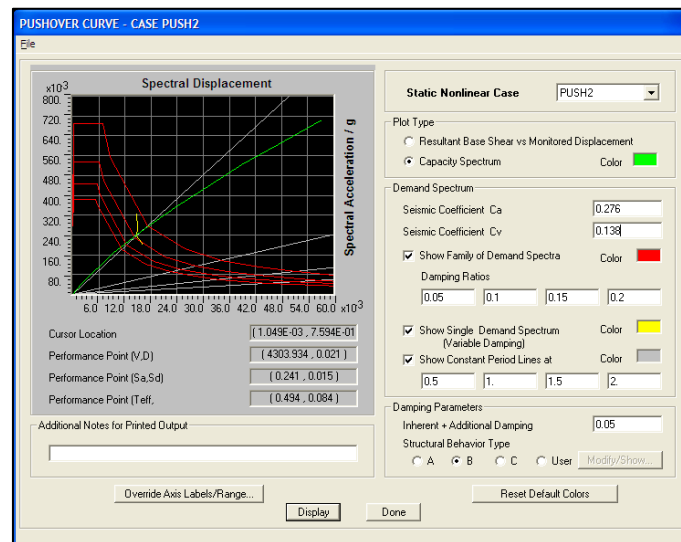 PUSHOVER CURVE - CASE PUSH2
File
Spectral Displacement
x10³
800.
720.
640.
560.
480.
400.
320.
240.
160.
80.
6.0 12.0 18.0 24.0 30.0 36.0 42.0 48.0 54.0 60.0 x10³
Spectral Acceleration / g
Cursor Location ( 1.049E-03 , 7.594E-01
Performance Point (V,D) ( 4303.934 , 0.021 )
Performance Point (Sa,Sd) ( 0.241 , 0.015 )
Performance Point (Teff, ( 0.494 , 0.084 )
Additional Notes for Printed Output
Override Axis Labels/Range...
Static Nonlinear Case PUSH2
Plot Type
Resultant Base Shear vs Monitored Displacement
Capacity Spectrum Color
Demand Spectrum
Seismic Coefficient Ca 0.276
Seismic Coefficient Cv 0.138
Show Family of Demand Spectra Color
Damping Ratios
0.05 0.1 0.15 0.2
Show Single Demand Spectrum Color
(Variable Damping)
Show Constant Period Lines at Color
0.5 1. 1.5 2.
Damping Parameters
Inherent + Additional Damping 0.05
Structural Behavior Type
A B C User Modify/Show...
Reset Default Colors
Display Done